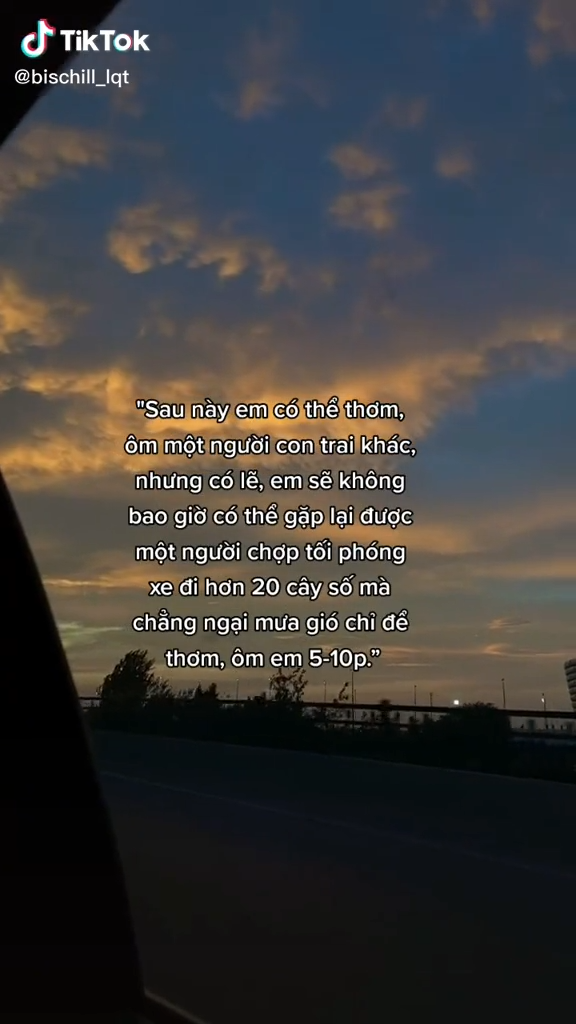 TikTok
@bischill_lqt
"Sau này em có thể thơm,
ôm một người con trai khác,
nhưng có lẽ, em sẽ không
bao giờ có thể gặp lại được
một người chợp tối phóng
xe đi hơn 20 cây số mà
chẳng ngại mưa gió chỉ để
thơm, ôm em 5-10p.”